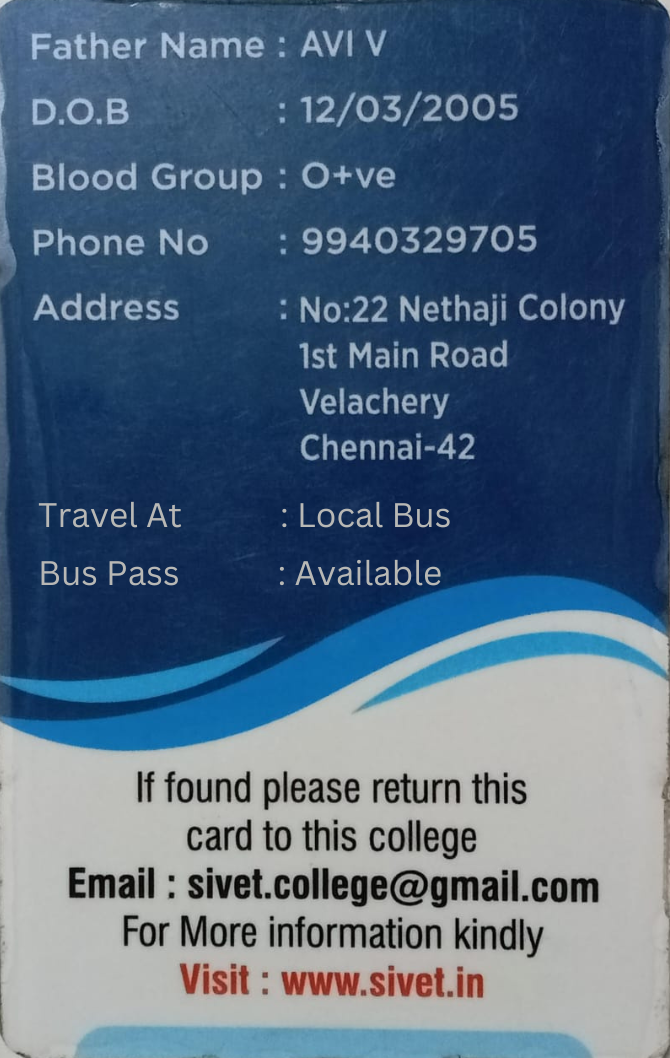 Father Name : AVI V
D.O.B : 12/03/2005
Blood Group : O+ve
Phone No : 9940329705
Address : No:22 Nethaji Colony
1st Main Road
Velachery
Chennai-42
Travel At : Local Bus
Bus Pass : Available
If found please return this
card to this college
Email : sivet.college@gmail.com
For More information kindly
Visit : www.sivet.in